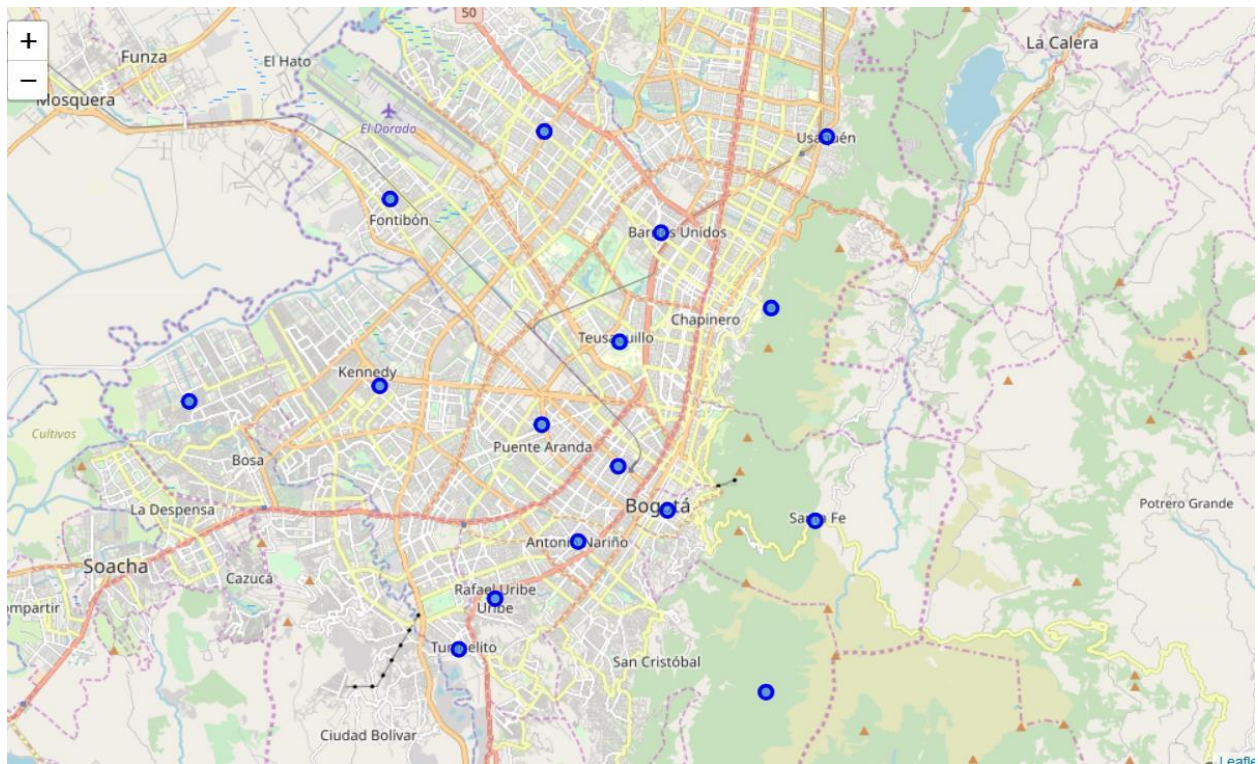 +
−
50
Funza
El Hato
La Calera
Mosquera
El Dorado
Usaquén
Fontibón
Barrios Unidos
Chapinero
Teusaquillo
Kennedy
Cultivos
Puente Aranda
Bosa
Bogotá
Potrero Grande
La Despensa
Santa Fe
Antonio Nariño
Soacha
Cazucá
Rafael Uribe
Uribe
ompartir
Tunjuelito
San Cristóbal
Ciudad Bolívar
Leafle